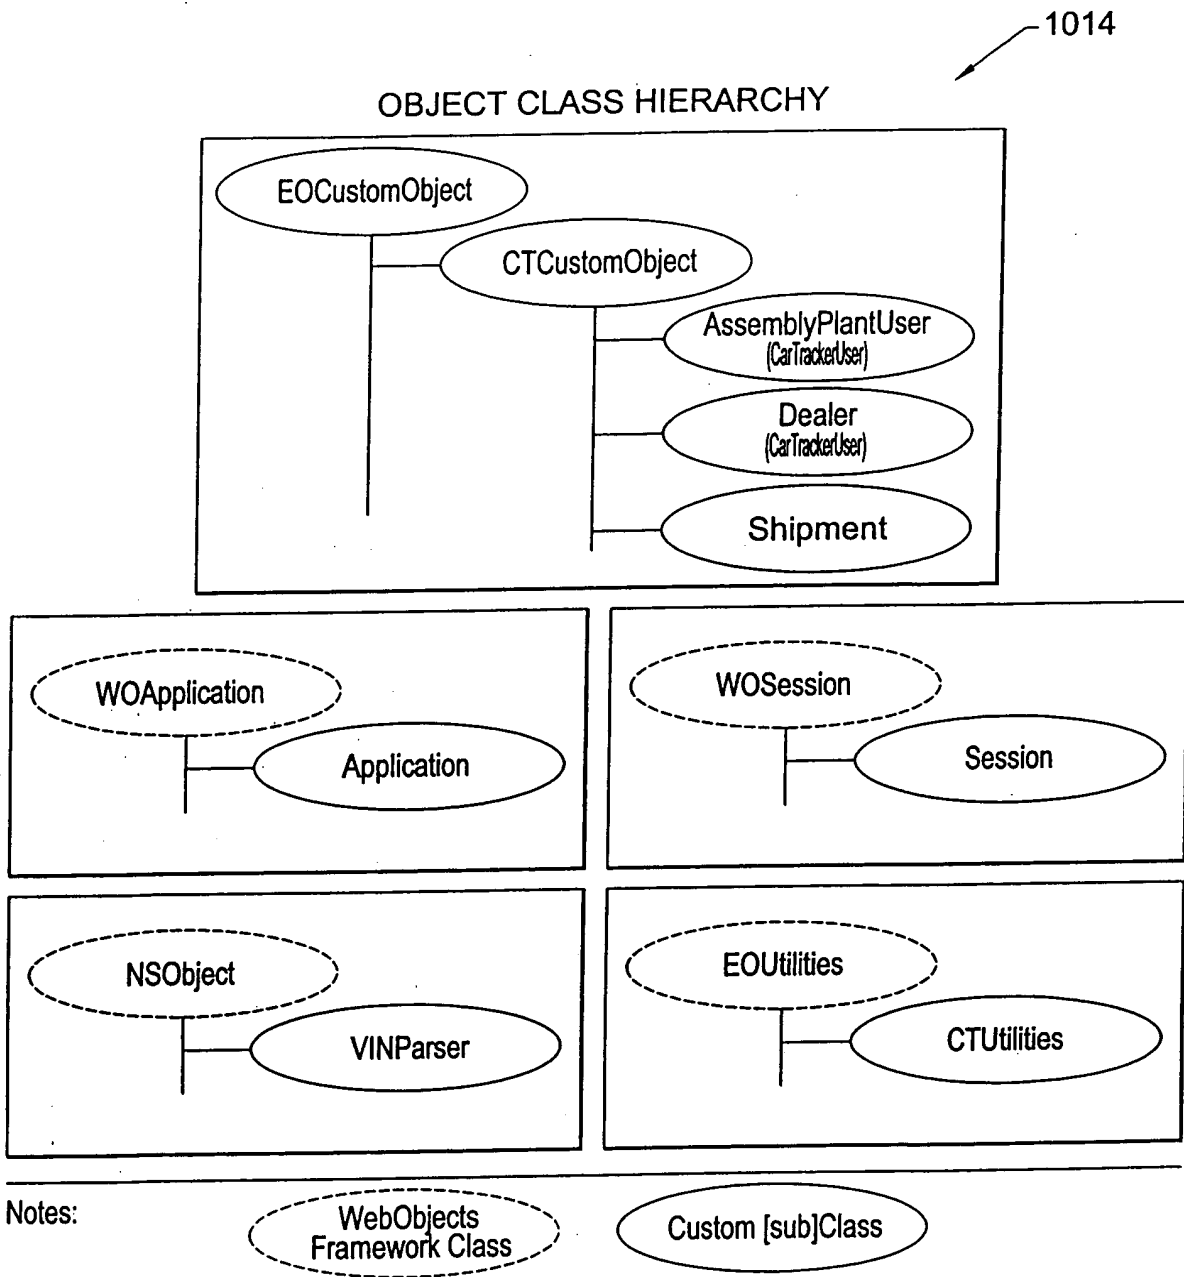 1014
OBJECT CLASS HIERARCHY
EOCustomObject
CTCustomObject
AssemblyPlantUser
(CarTrackerUser)
Dealer
(CarTrackerUser)
Shipment
WOApplication
Application
WOSession
Session
NSObject
VINParser
EOUtilities
CTUtilities
Notes:
WebObjects
Framework Class
Custom [sub]Class